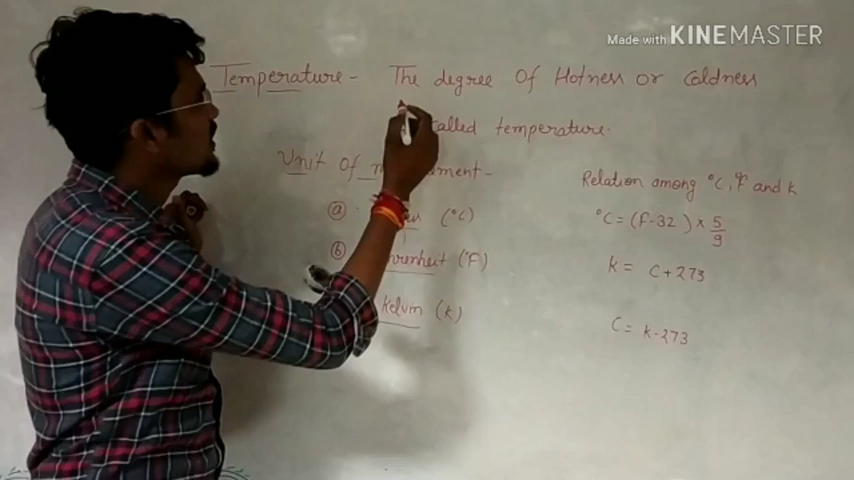 Made with KINEMASTER
Temperature - The degree of Hotness or Coldness
called temperature.
Unit of ment -
Relation among °C, °F and k
ⓐ (°C)
°C = (F-32) × 5/9
ⓑ (°F)
k = C + 273
Kelvin (k)
C = k - 273